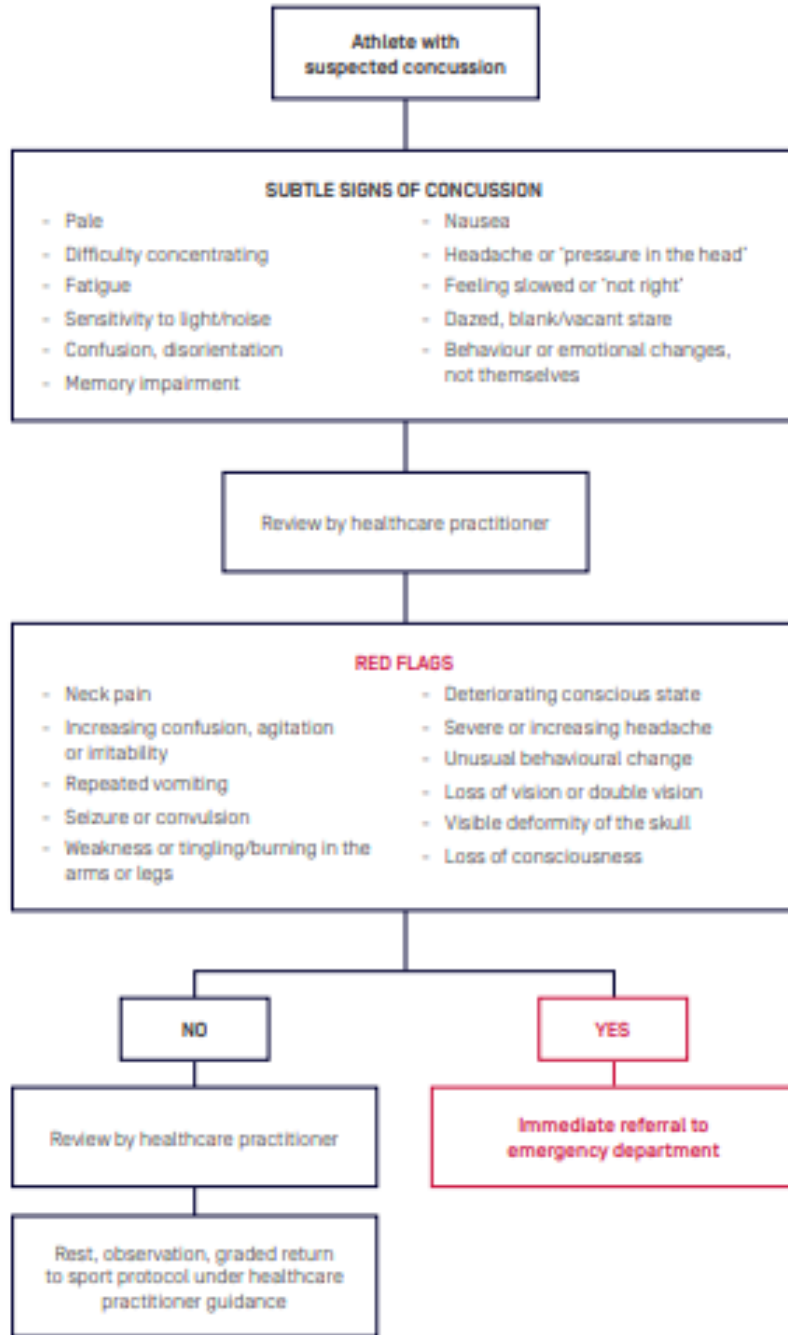 Athlete with
suspected concussion
SUBTLE SIGNS OF CONCUSSION
- Pale
- Difficulty concentrating
- Fatigue
- Sensitivity to light/noise
- Confusion, disorientation
- Memory impairment
- Nausea
- Headache or 'pressure in the head'
- Feeling slowed or 'not right'
- Dazed, blank/vacant stare
- Behaviour or emotional changes,
not themselves
Review by healthcare practitioner
RED FLAGS
- Neck pain
- Increasing confusion, agitation
or irritability
- Repeated vomiting
- Seizure or convulsion
- Weakness or tingling/burning in the
arms or legs
- Deteriorating conscious state
- Severe or increasing headache
- Unusual behavioural change
- Loss of vision or double vision
- Visible deformity of the skull
- Loss of consciousness
NO
YES
Review by healthcare practitioner
Immediate referral to
emergency department
Rest, observation, graded return
to sport protocol under healthcare
practitioner guidance